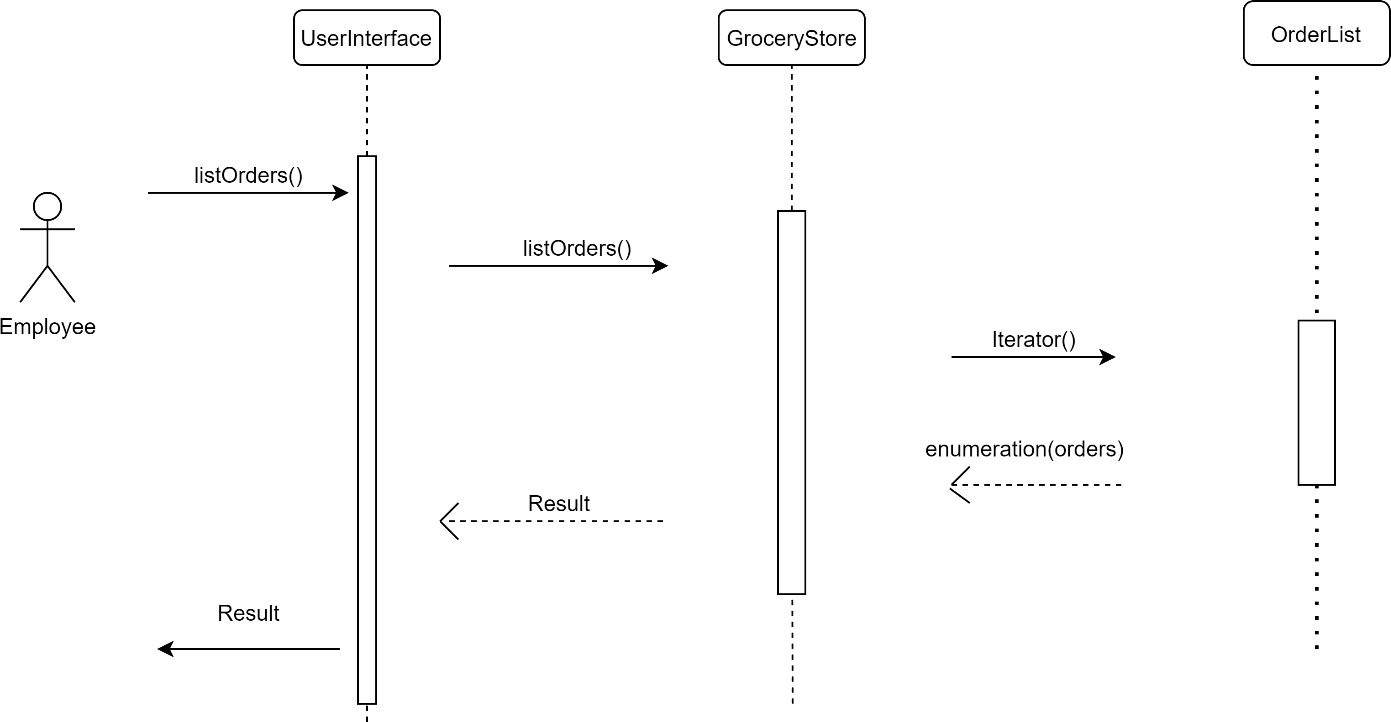 UserInterface
GroceryStore
OrderList
listOrders()
listOrders()
Employee
Iterator()
enumeration(orders)
Result
Result